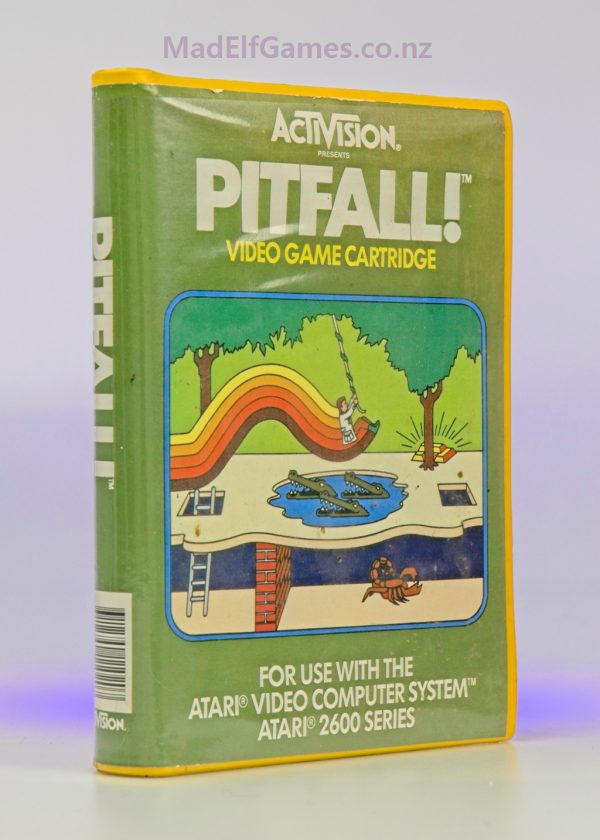 MadElfGames.co.nz
ACTIVISION®
PRESENTS
PITFALL!™
VIDEO GAME CARTRIDGE
FOR USE WITH THE
ATARI® VIDEO COMPUTER SYSTEM™
ATARI® 2600 SERIES
PITFALL!™
ACTIVISION.